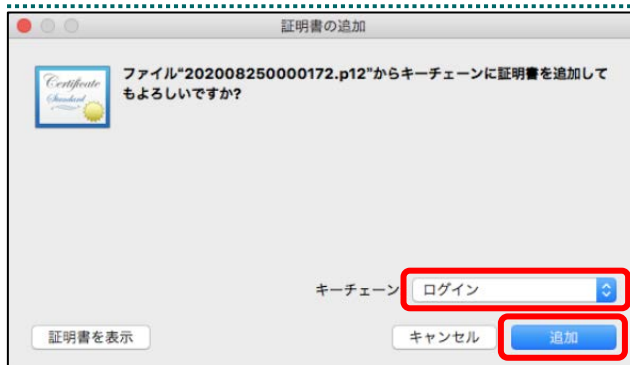 証明書の追加
Certificate
Standard
ファイル“202008250000172.p12”からキーチェーンに証明書を追加して
もよろしいですか?
キーチェーン ログイン
証明書を表示 キャンセル 追加